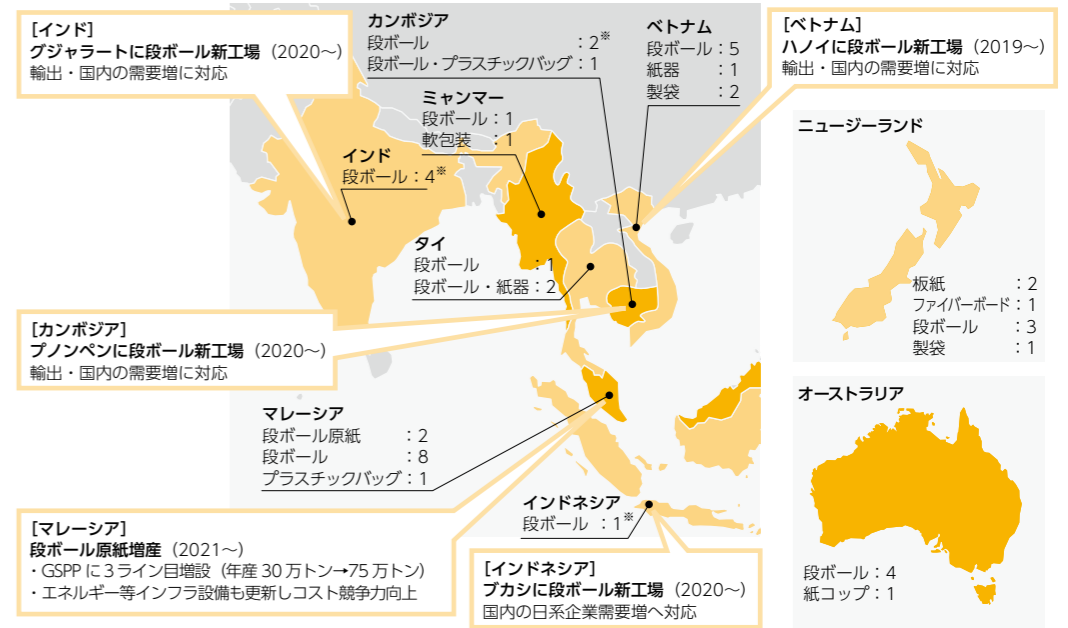 [インド]
グジャラートに段ボール新工場（2020～）
輸出・国内の需要増に対応
カンボジア
段ボール：2※
段ボール・プラスチックバッグ：1
ベトナム
段ボール：5
紙器：1
製袋：2
[ベトナム]
ハノイに段ボール新工場（2019～）
輸出・国内の需要増に対応
ミャンマー
段ボール：1
軟包装：1
インド
段ボール：4※
タイ
段ボール：1
段ボール・紙器：2
ニュージーランド
板紙：2
ファイバーボード：1
段ボール：3
製袋：1
[カンボジア]
プノンペンに段ボール新工場（2020～）
輸出・国内の需要増に対応
マレーシア
段ボール原紙：2
段ボール：8
プラスチックバッグ：1
オーストラリア
段ボール：4
紙コップ：1
インドネシア
段ボール：1※
[マレーシア]
段ボール原紙増産（2021～）
・GSPPに3ライン目増設（年産30万トン→75万トン）
・エネルギー等インフラ設備も更新しコスト競争力向上
[インドネシア]
ブカシに段ボール新工場（2020～）
国内の日系企業需要増へ対応